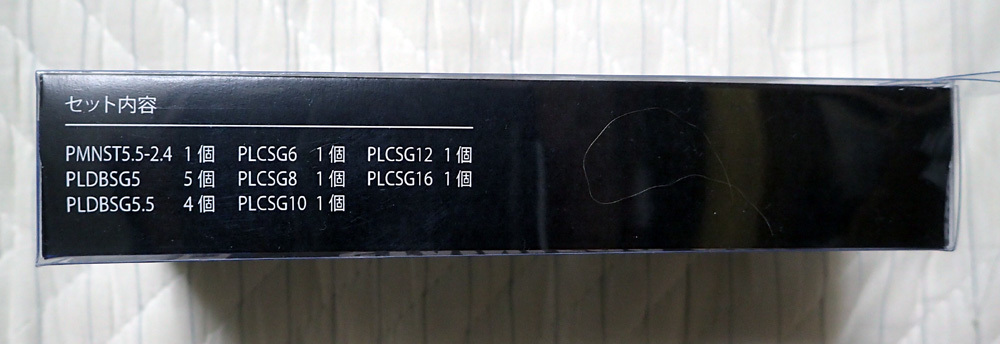 セット内容
PMNST5.5-2.4 1個 PLCSG6 1個 PLCSG12 1個
PLDBSG5 5個 PLCSG8 1個 PLCSG16 1個
PLDBSG5.5 4個 PLCSG10 1個